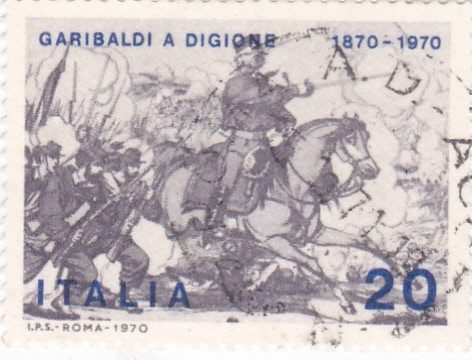 GARIBALDI A DIGIONE 1870-1970
ITALIA 20
I.P.S.-ROMA-1970